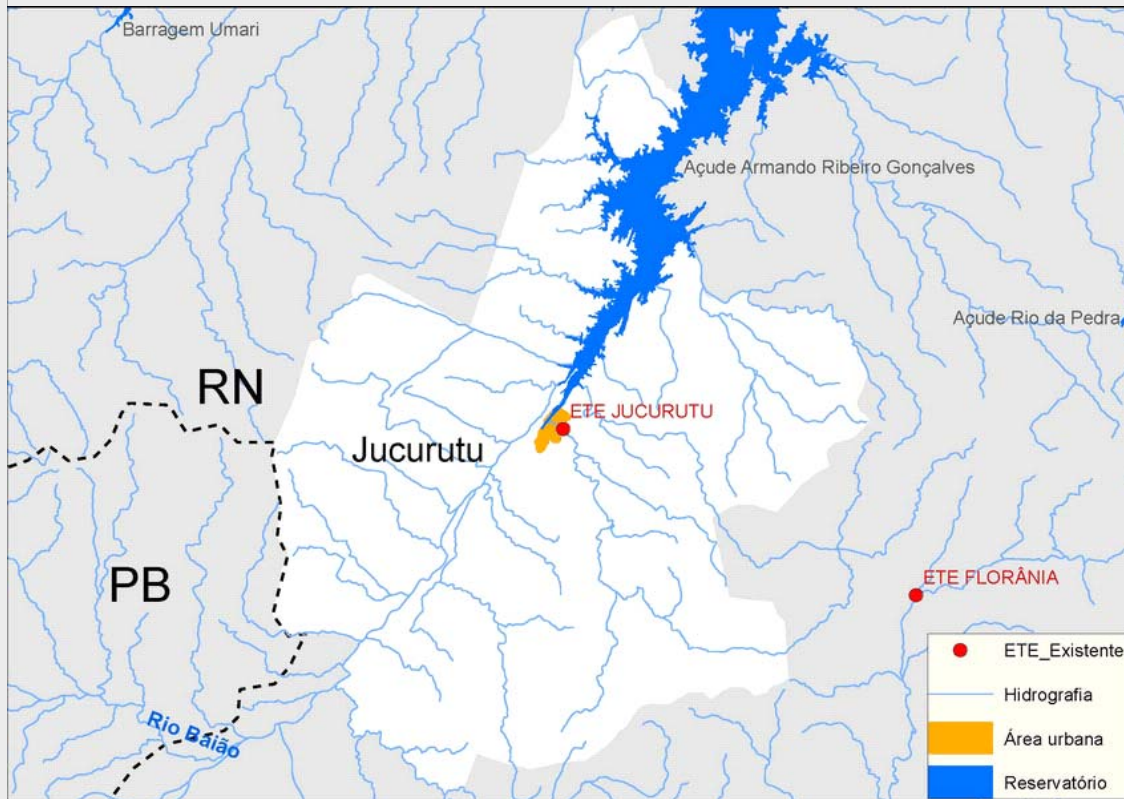 Barragem Umari
Açude Armando Ribeiro Gonçalves
Açude Rio da Pedra
RN
ETE JUCURUTU
Jucurutu
PB
ETE FLORÂNIA
Rio Baião
ETE_Existente
Hidrografia
Área urbana
Reservatório